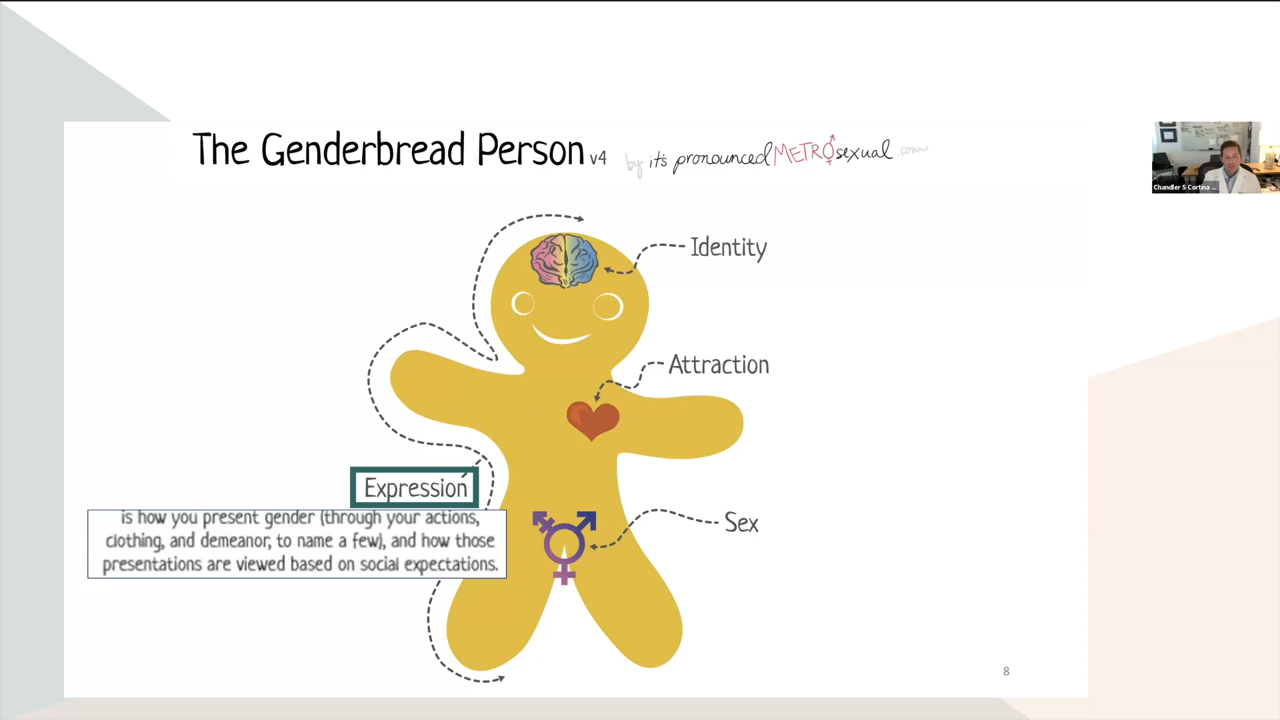 The Genderbread Person v4 by it's pronounced METROsexual.com
Identity
Attraction
Expression
is how you present gender (through your actions,
clothing, and demeanor, to name a few), and how those
presentations are viewed based on social expectations.
Sex
8
Chandler S Cortina ...